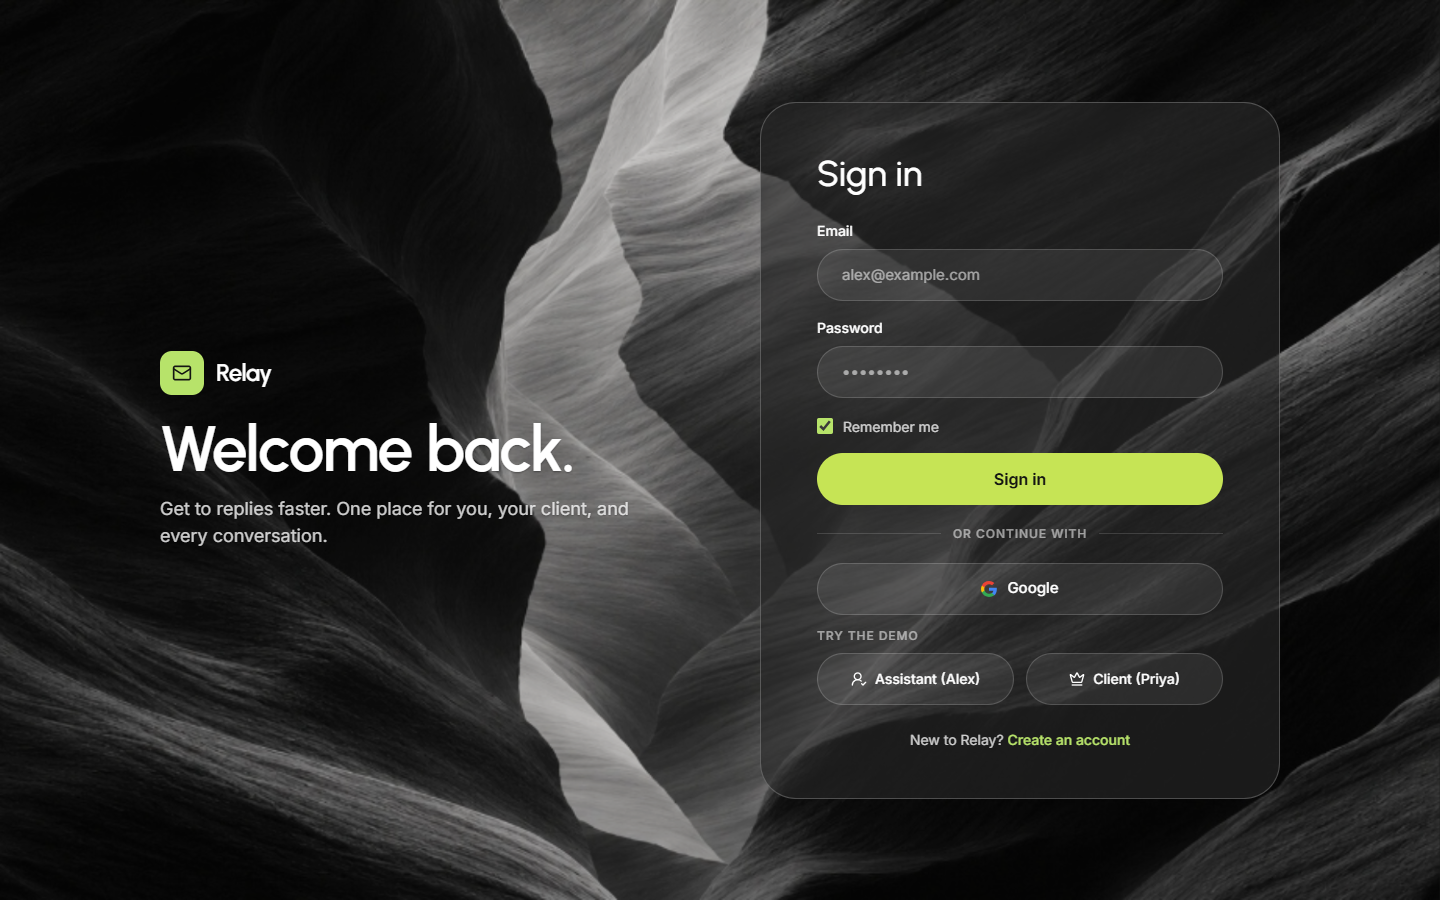 Relay
Welcome back.
Get to replies faster. One place for you, your client, and
every conversation.
Sign in
Email
alex@example.com
Password
••••••••
Remember me
Sign in
OR CONTINUE WITH
Google
TRY THE DEMO
Assistant (Alex)
Client (Priya)
New to Relay? Create an account